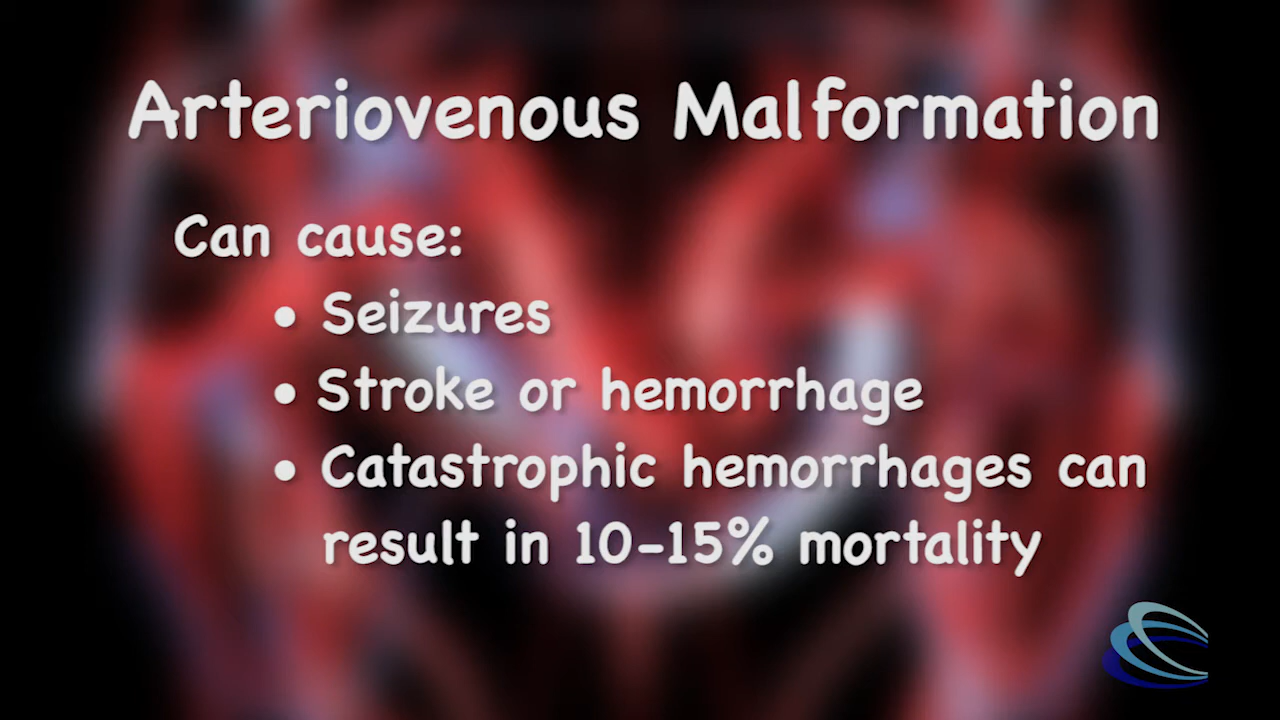 Arteriovenous Malformation
Can cause:
• Seizures
• Stroke or hemorrhage
• Catastrophic hemorrhages can
result in 10-15% mortality